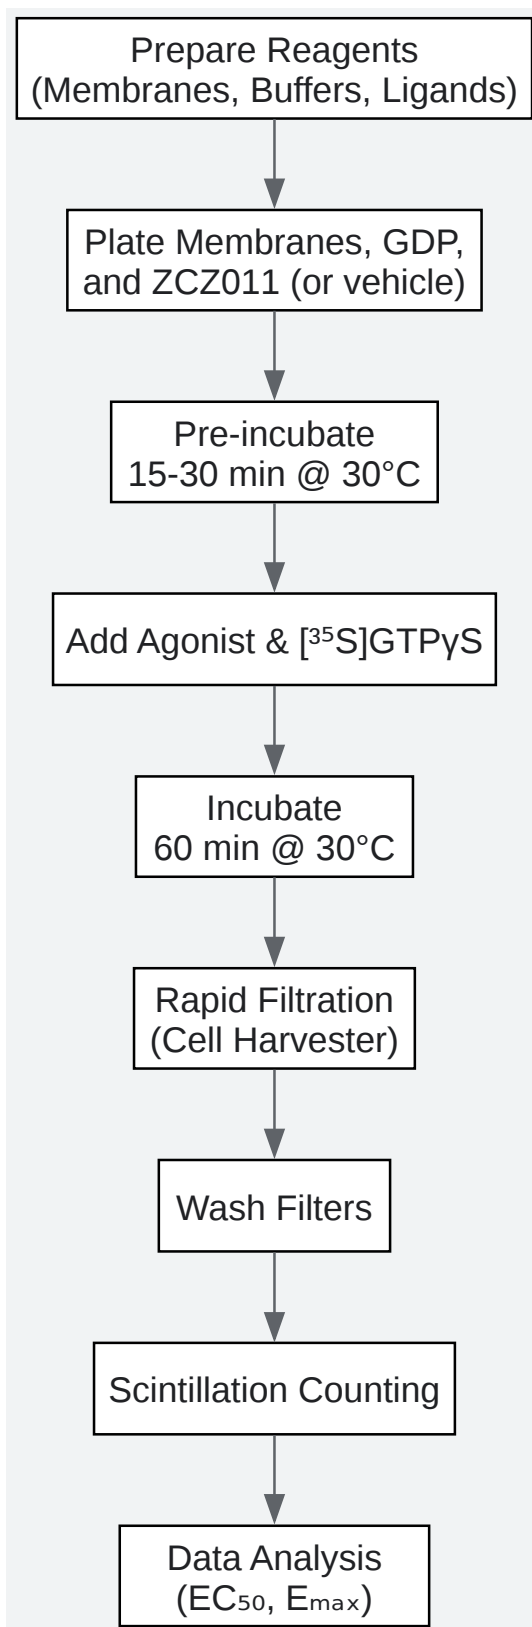 Prepare Reagents
(Membranes, Buffers, Ligands)
Plate Membranes, GDP,
and ZCZ011 (or vehicle)
Pre-incubate
15-30 min @ 30°C
Add Agonist & [³⁵S]GTPγS
Incubate
60 min @ 30°C
Rapid Filtration
(Cell Harvester)
Wash Filters
Scintillation Counting
Data Analysis
(EC₅₀, Eₘₐₓ)